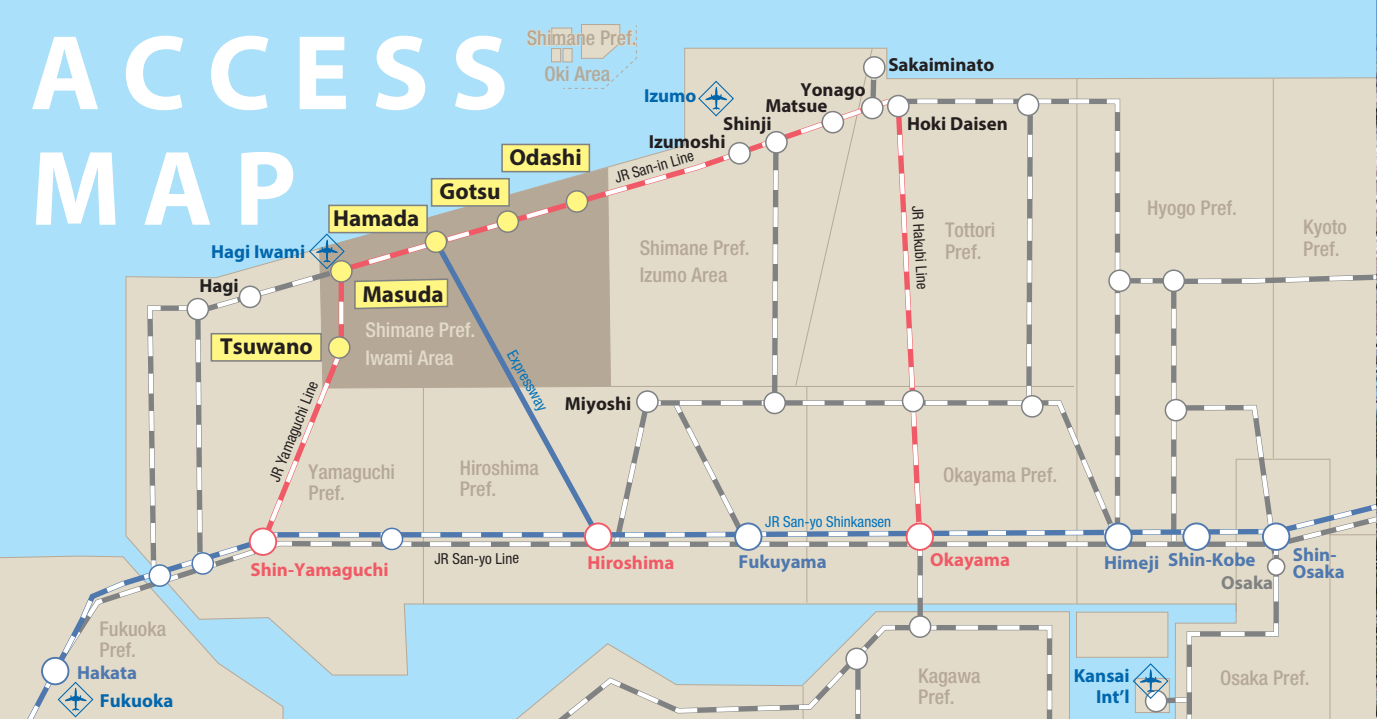 ACCESS
MAP
Shimane Pref.
Oki Area
Sakaiminato
Izumo
Yonago
Matsue
Shinji
Hoki Daisen
Izumoshi
Odashi
JR San-in Line
Gotsu
Hamada
Hagi Iwami
Hagi
Masuda
Tsuwano
Shimane Pref.
Iwami Area
Shimane Pref.
Izumo Area
JR Hakubi Line
Tottori
Pref.
Hyogo Pref.
Kyoto
Pref.
Expressway
Miyoshi
JR Yamaguchi Line
Yamaguchi
Pref.
Hiroshima
Pref.
Okayama Pref.
JR San-yo Shinkansen
JR San-yo Line
Shin-Yamaguchi
Hiroshima
Fukuyama
Okayama
Himeji
Shin-Kobe
Shin-
Osaka
Osaka
Fukuoka
Pref.
Hakata
Fukuoka
Kagawa
Pref.
Kansai
Int'l
Osaka Pref.